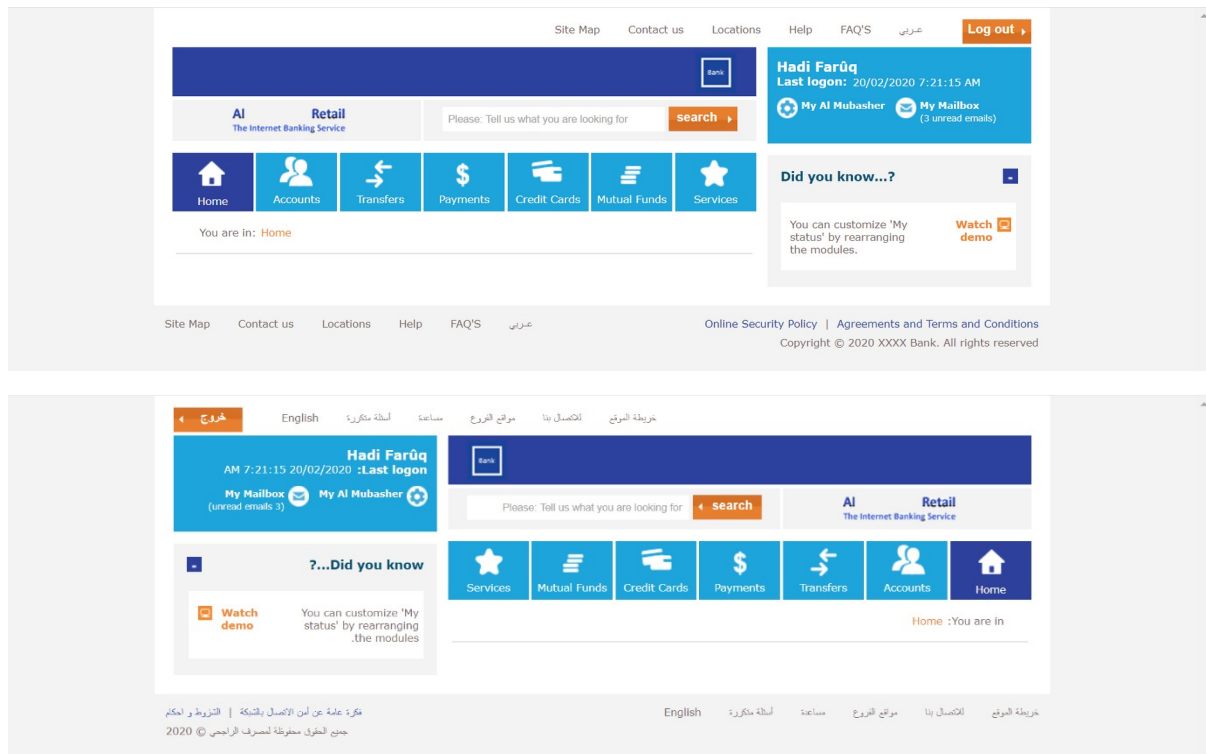 Site Map Contact us Locations Help FAQ'S عربي Log out
Bank
Hadi Farûq
Last logon: 20/02/2020 7:21:15 AM
My Al Mubasher My Mailbox
(3 unread emails)
Al Retail
The Internet Banking Service
Please: Tell us what you are looking for search
Home Accounts Transfers Payments Credit Cards Mutual Funds Services
You are in: Home
Did you know...? -
You can customize 'My
status' by rearranging
the modules.
Watch
demo
Site Map Contact us Locations Help FAQ'S عربي
Online Security Policy | Agreements and Terms and Conditions
Copyright © 2020 XXXX Bank. All rights reserved
خريطة الموقع للاتصال بنا مواقع الفروع مساعدة أسئلة متكررة English خروج
Hadi Farûq
AM 7:21:15 20/02/2020 :Last logon
My Mailbox My Al Mubasher
(unread emails 3)
Bank
Please: Tell us what you are looking for search
Al Retail
The Internet Banking Service
Services Mutual Funds Credit Cards Payments Transfers Accounts Home
Home :You are in
- ?...Did you know
Watch
demo
You can customize 'My
status' by rearranging
.the modules
خريطة الموقع للاتصال بنا مواقع الفروع مساعدة أسئلة متكررة English
فكرة عامة عن أمن الاتصال بالشبكة | الشروط و احكام
جميع الحقوق محفوظة لمصرف الراجحي © 2020